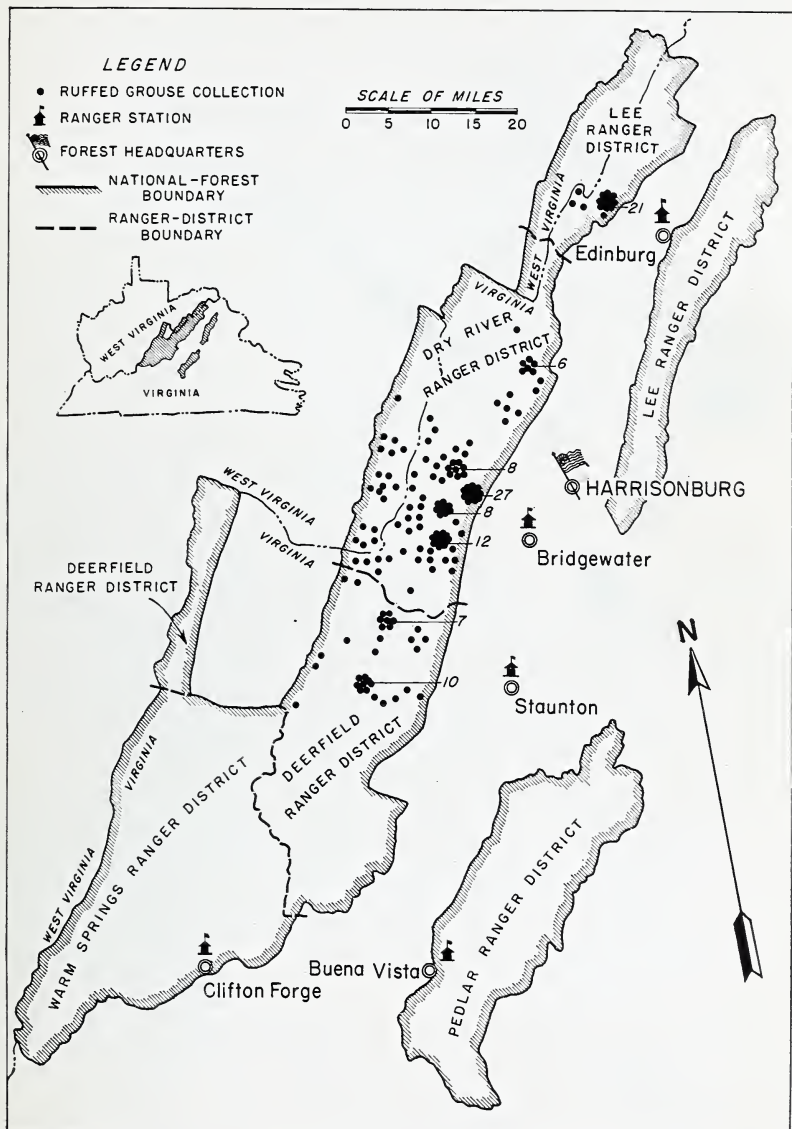 LEGEND
RUFFED GROUSE COLLECTION
RANGER STATION
FOREST HEADQUARTERS
NATIONAL-FOREST
BOUNDARY
RANGER-DISTRICT
BOUNDARY
SCALE OF MILES
0 5 10 15 20
WEST VIRGINIA
VIRGINIA
LEE
RANGER
DISTRICT
WEST VIRGINIA
VIRGINIA
21
Edinburg
LEE RANGER DISTRICT
DRY RIVER
RANGER DISTRICT
6
8
27
8
12
HARRISONBURG
Bridgewater
WEST VIRGINIA
VIRGINIA
DEERFIELD
RANGER DISTRICT
7
10
N
Staunton
DEERFIELD
RANGER DISTRICT
VIRGINIA
WEST VIRGINIA
WARM SPRINGS RANGER DISTRICT
Clifton Forge
Buena Vista
PEDLAR RANGER DISTRICT